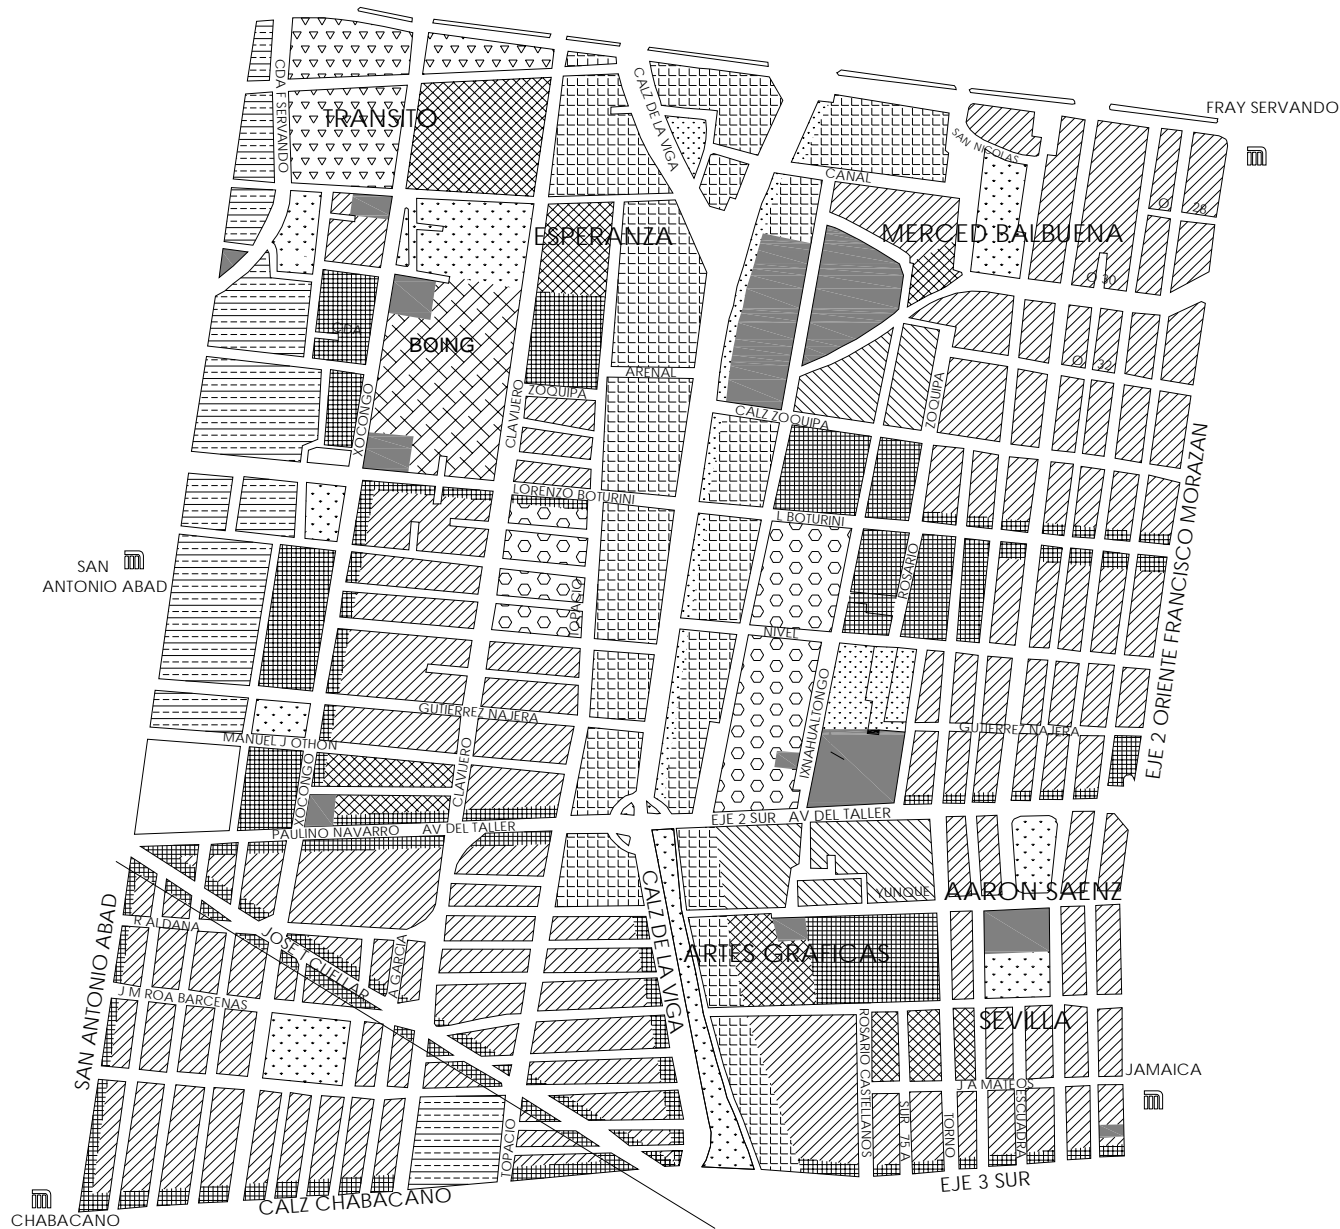 FRAY SERVANDO
CDA F SERVANDO
TRANSITO
CALZ DE LA VIGA
SAN NICOLAS
CANAL
28
ESPERANZA
MERCED BALBUENA
30
CDA
BOING
32
ARENAL
ZOQUIPA
ZOQUIPA
XOCONGO
CLAVIJERO
CALZ ZOQUIPA
LORENZO BOTURINI
L BOTURINI
EJE 2 ORIENTE FRANCISCO MORAZAN
SAN
ANTONIO ABAD
ROSARIO
TOPACIO
NIVEL
IXNAHUALTONGO
GUTIERREZ NAJERA
GUTIERREZ NAJERA
MANUEL J OTHON
CLAVIJERO
XOCONGO
PAULINO NAVARRO
AV DEL TALLER
EJE 2 SUR
AV DEL TALLER
CALZ DE LA VIGA
YUNQUE
AARON SAENZ
R ALDANA
SAN ANTONIO ABAD
JOSE T CUELLAR
A GARCIA
ARTES GRAFICAS
J M ROA BARCENAS
SEVILLA
ROSARIO CASTELLANOS
JAMAICA
J A MATEOS
SUR 75 A
TORNO
ESCUADRA
TOPACIO
EJE 3 SUR
CALZ CHABACANO
CHABACANO